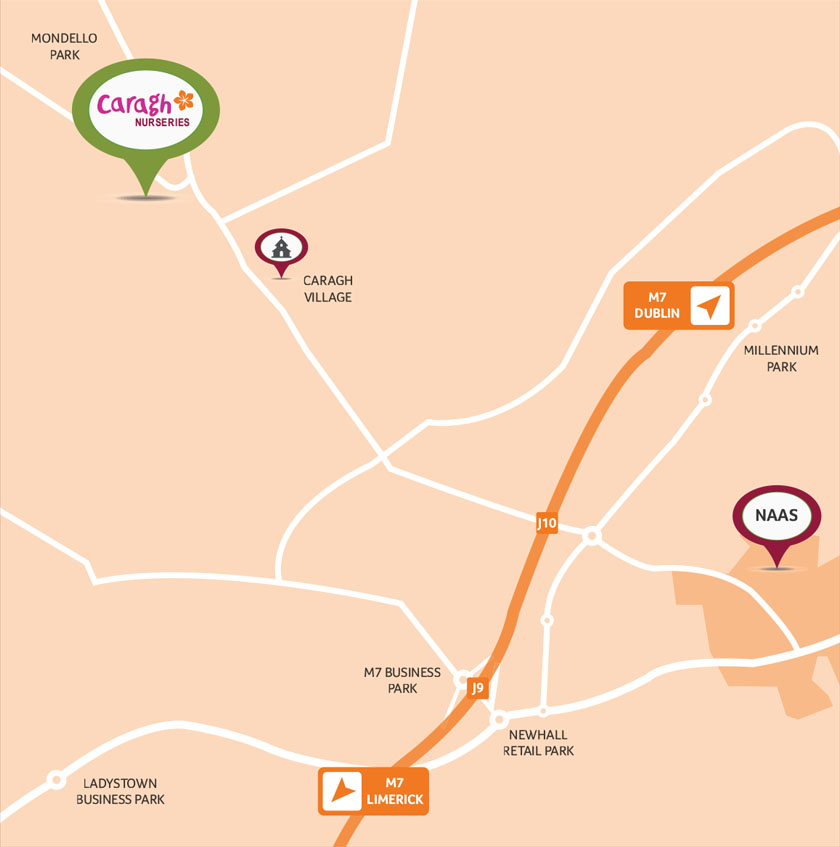 MONDELLO
PARK
Caragh
NURSERIES
CARAGH
VILLAGE
M7
DUBLIN
MILLENNIUM
PARK
NAAS
J10
M7 BUSINESS
PARK
J9
NEWHALL
RETAIL PARK
M7
LIMERICK
LADYSTOWN
BUSINESS PARK